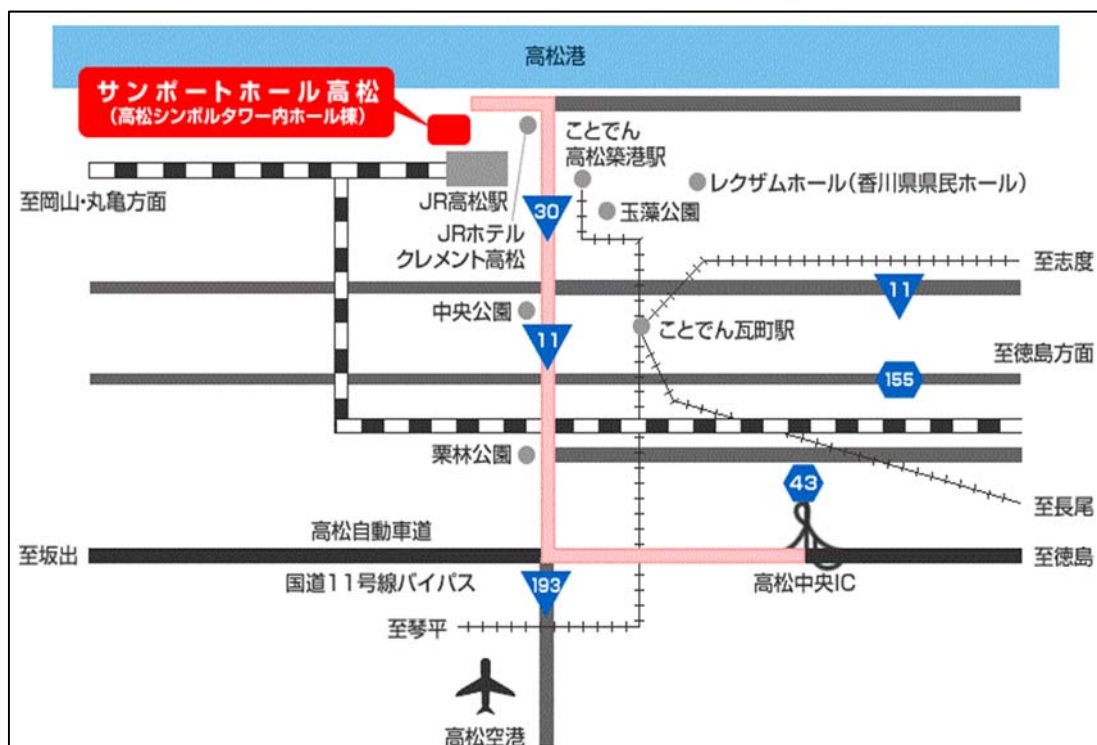 高松港
サンポートホール高松
(高松シンボルタワー内ホール棟)
ことでん
高松築港駅
レクザムホール(香川県県民ホール)
至岡山・丸亀方面
JR高松駅
30
玉藻公園
JRホテル
クレメント高松
至志度
11
中央公園
11
ことでん瓦町駅
至徳島方面
155
栗林公園
43
至長尾
高松自動車道
至坂出
至徳島
国道11号線バイパス
193
高松中央IC
至琴平
高松空港